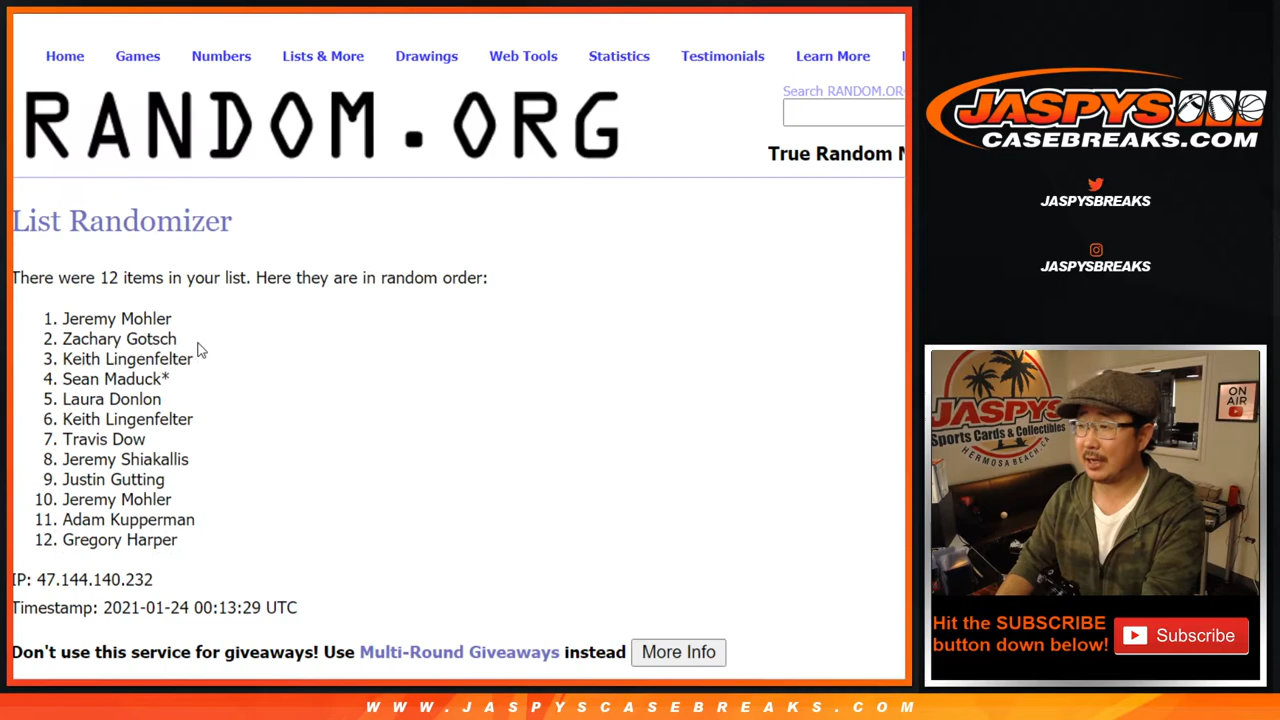 Home Games Numbers Lists & More Drawings Web Tools Statistics Testimonials Learn More
RANDOM.ORG
Search RANDOM.OR
True Random N
List Randomizer
There were 12 items in your list. Here they are in random order:
1. Jeremy Mohler
2. Zachary Gotsch
3. Keith Lingenfelter
4. Sean Maduck*
5. Laura Donlon
6. Keith Lingenfelter
7. Travis Dow
8. Jeremy Shiakallis
9. Justin Gutting
10. Jeremy Mohler
11. Adam Kupperman
12. Gregory Harper
IP: 47.144.140.232
Timestamp: 2021-01-24 00:13:29 UTC
Don't use this service for giveaways! Use Multi-Round Giveaways instead More Info
JASPYS
CASEBREAKS.COM
JASPYSBREAKS
JASPYSBREAKS
JASPYS
Sports Cards & Collectibles
HERMOSA BEACH, CA
ON
AIR
Hit the SUBSCRIBE
button down below!
Subscribe
WWW.JASPYSCASEBREAKS.COM